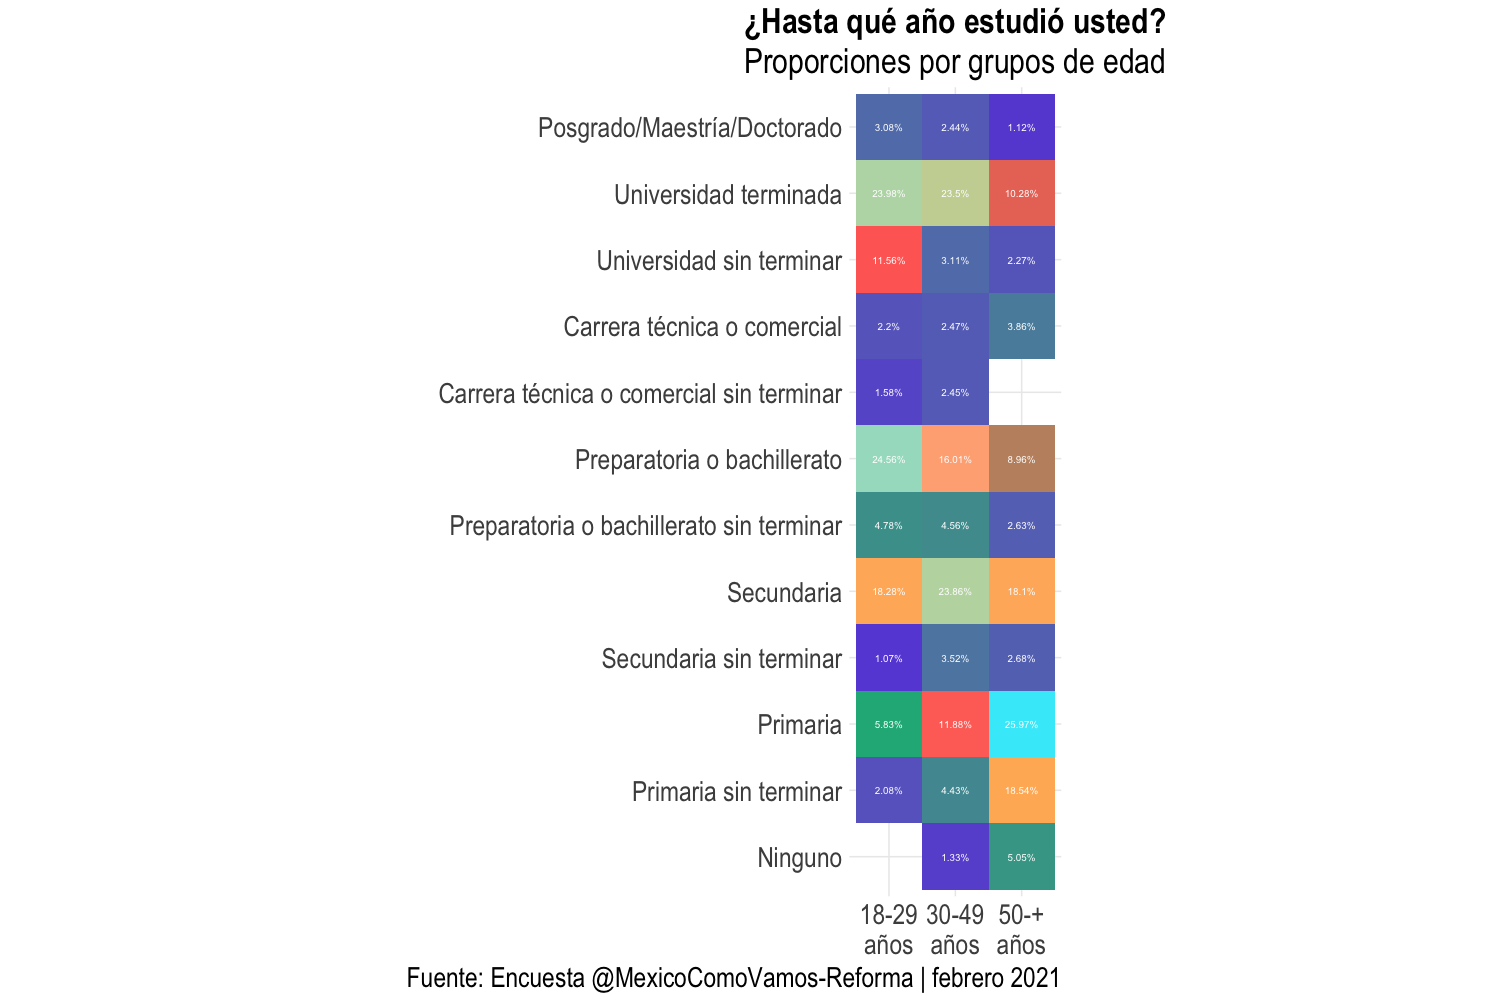 ¿Hasta qué año estudió usted?
Proporciones por grupos de edad
Posgrado/Maestría/Doctorado 3.08% 2.44% 1.12%
Universidad terminada 23.98% 23.5% 10.28%
Universidad sin terminar 11.56% 3.11% 2.27%
Carrera técnica o comercial 2.2% 2.47% 3.86%
Carrera técnica o comercial sin terminar 1.58% 2.45%
Preparatoria o bachillerato 24.56% 16.01% 8.96%
Preparatoria o bachillerato sin terminar 4.78% 4.56% 2.63%
Secundaria 18.28% 23.86% 18.1%
Secundaria sin terminar 1.07% 3.52% 2.68%
Primaria 5.83% 11.88% 25.97%
Primaria sin terminar 2.08% 4.43% 18.54%
Ninguno 1.33% 5.05%
18-29 30-49 50-+
años años años
Fuente: Encuesta @MexicoComoVamos-Reforma | febrero 2021